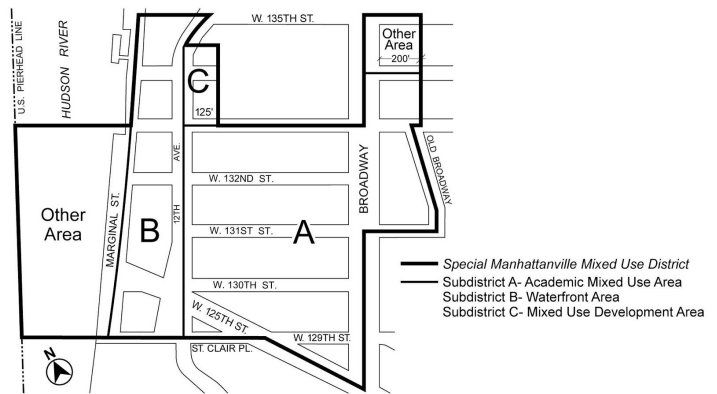 W. 135TH ST.
Other
Area
200'
U.S. PIERHEAD LINE
HUDSON RIVER
C
125'
AVE.
12TH
OLD BROADWAY
BROADWAY
W. 132ND ST.
MARGINAL ST.
Other
Area
B
W. 131ST ST.
A
W. 130TH ST.
W. 125TH ST.
W. 129TH ST.
ST. CLAIR PL.
N
Special Manhattanville Mixed Use District
Subdistrict A- Academic Mixed Use Area
Subdistrict B- Waterfront Area
Subdistrict C- Mixed Use Development Area